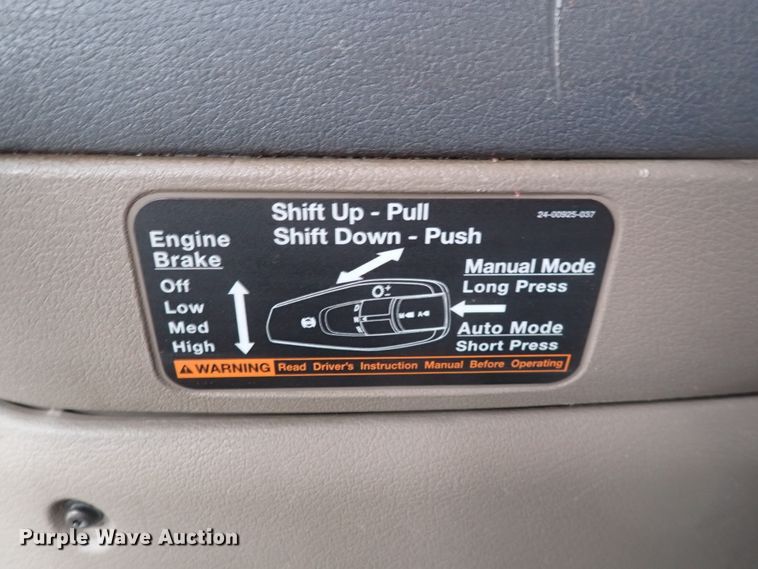 Shift Up - Pull
24-00925-037
Shift Down - Push
Engine
Brake
Off
Low
Med
High
Manual Mode
Long Press
Auto Mode
Short Press
WARNING Read Driver's Instruction Manual Before Operating
Purple Wave Auction